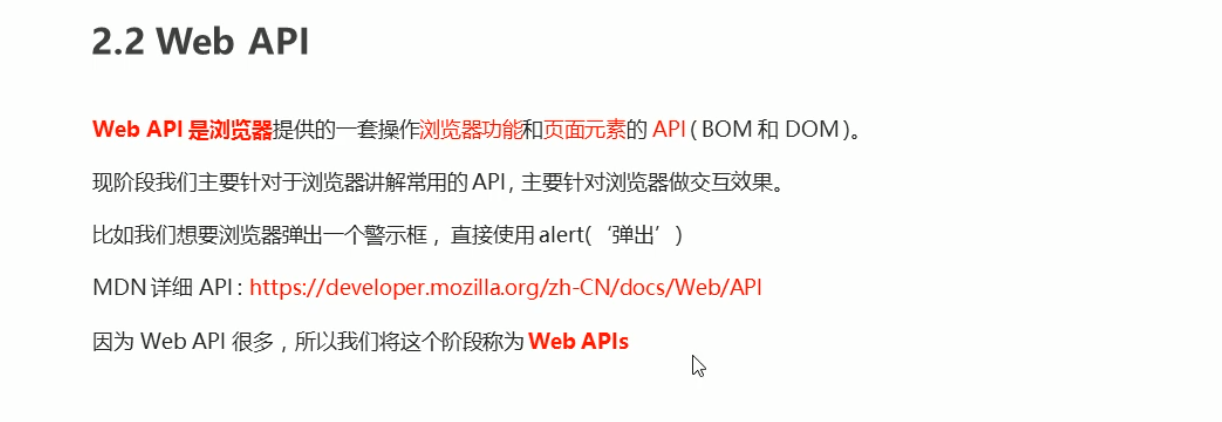 2.2 Web API
Web API 是浏览器提供的一套操作浏览器功能和页面元素的 API ( BOM 和 DOM )。
现阶段我们主要针对于浏览器讲解常用的 API , 主要针对浏览器做交互效果。
比如我们想要浏览器弹出一个警示框， 直接使用 alert(‘弹出’)
MDN 详细 API : https://developer.mozilla.org/zh-CN/docs/Web/API
因为 Web API 很多，所以我们将这个阶段称为 Web APIs